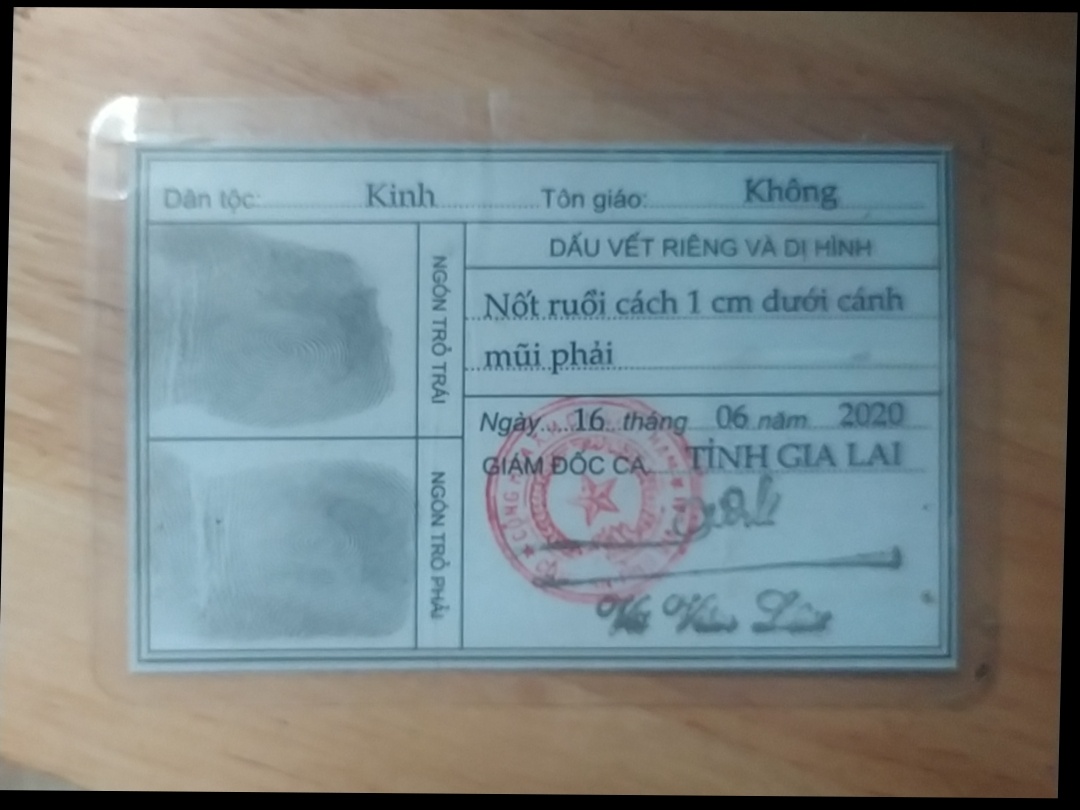 Dân tộc: Kinh Tôn giáo: Không
NGÓN TRỎ TRÁI
NGÓN TRỎ PHẢI
DẤU VẾT RIÊNG VÀ DỊ HÌNH
Nốt ruồi cách 1 cm dưới cánh
mũi phải
Ngày 16 tháng 06 năm 2020
GIÁM ĐỐC CA TỈNH GIA LAI